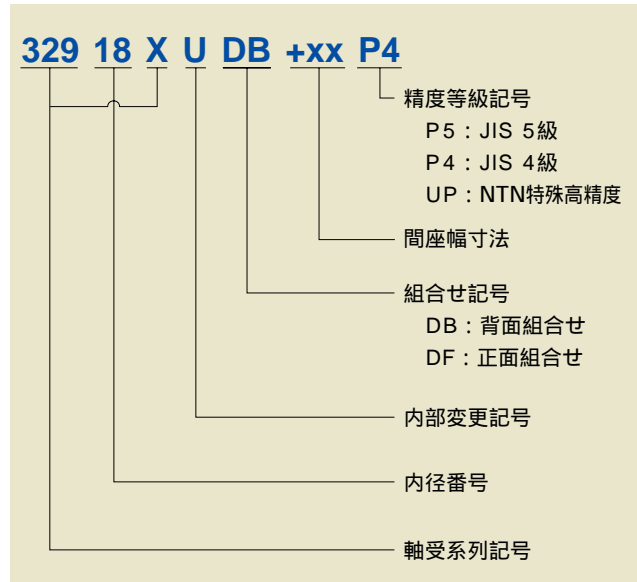 329 18 X U DB +xx P4
精度等級記号
P5：JIS 5級
P4：JIS 4級
UP：NTN特殊高精度
間座幅寸法
組合せ記号
DB：背面組合せ
DF：正面組合せ
内部変更記号
内径番号
軸受系列記号